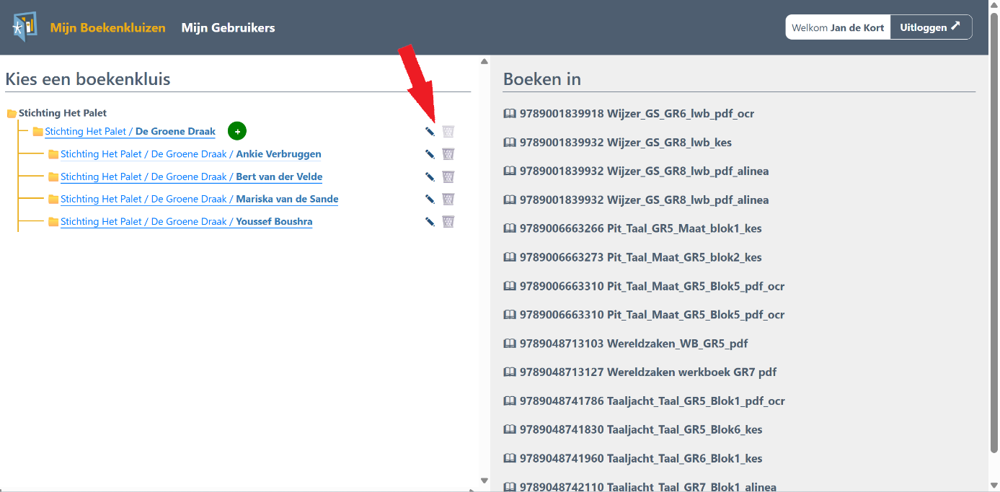 Mijn Boekenkluizen Mijn Gebruikers Welkom Jan de Kort Uitloggen
Kies een boekenkluis
Stichting Het Palet
Stichting Het Palet / De Groene Draak +
Stichting Het Palet / De Groene Draak / Ankie Verbruggen
Stichting Het Palet / De Groene Draak / Bert van der Velde
Stichting Het Palet / De Groene Draak / Mariska van de Sande
Stichting Het Palet / De Groene Draak / Youssef Boushra
Boeken in
9789001839918 Wijzer_GS_GR6_lwb_pdf_ocr
9789001839932 Wijzer_GS_GR8_lwb_kes
9789001839932 Wijzer_GS_GR8_lwb_pdf_alinea
9789001839932 Wijzer_GS_GR8_lwb_pdf_alinea
9789006663266 Pit_Taal_GR5_Maat_blok1_kes
9789006663273 Pit_Taal_Maat_GR5_blok2_kes
9789006663310 Pit_Taal_Maat_GR5_Blok5_pdf_ocr
9789006663310 Pit_Taal_Maat_GR5_Blok5_pdf_ocr
9789048713103 Wereldzaken_WB_GR5_pdf
9789048713127 Wereldzaken werkboek GR7 pdf
9789048741786 Taaljacht_Taal_GR5_Blok1_pdf_ocr
9789048741830 Taaljacht_Taal_GR5_Blok6_kes
9789048741960 Taaljacht_Taal_GR6_Blok1_kes
9789048742110 Taaljacht_Taal_GR7_Blok1_alinea